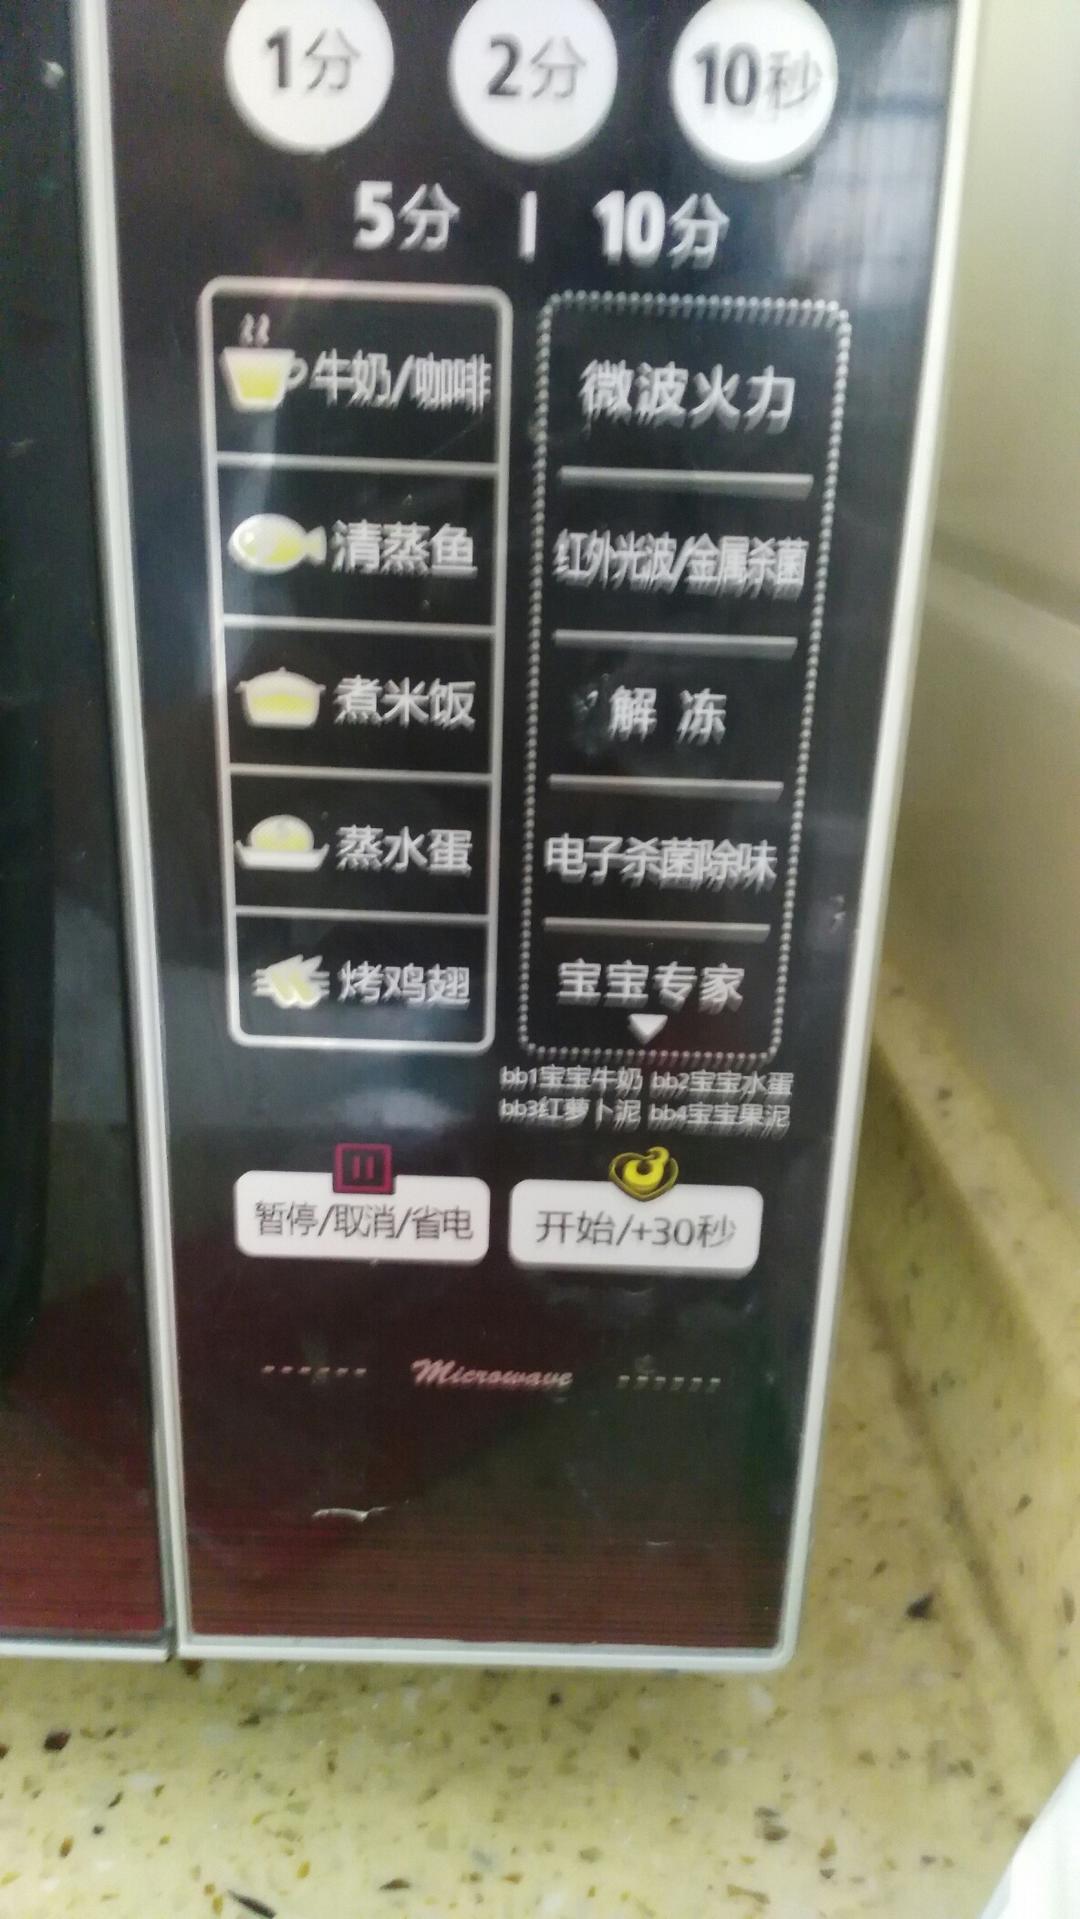 1分 2分 10秒
5分 | 10分
牛奶/咖啡
清蒸鱼
煮米饭
蒸水蛋
烤鸡翅
微波火力
红外光波/金属杀菌
解冻
电子杀菌除味
宝宝专家
bb1宝宝牛奶 bb2宝宝水蛋
bb3红萝卜泥 bb4宝宝果泥
暂停/取消/省电
开始/+30秒
Microwave